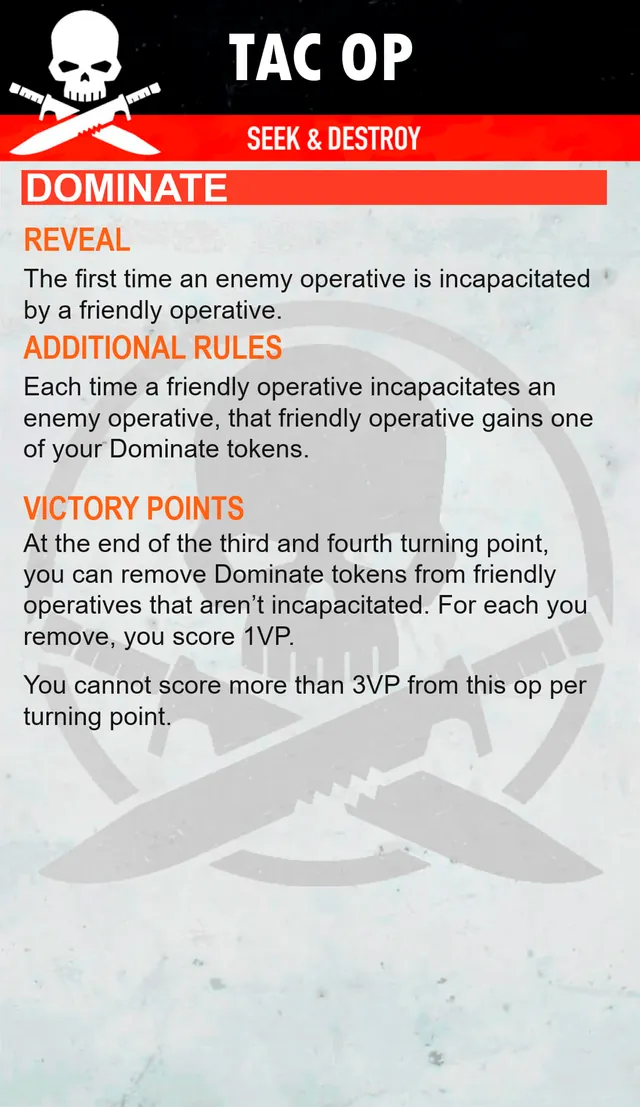 TAC OP
SEEK & DESTROY
DOMINATE
REVEAL
The first time an enemy operative is incapacitated
by a friendly operative.
ADDITIONAL RULES
Each time a friendly operative incapacitates an
enemy operative, that friendly operative gains one
of your Dominate tokens.
VICTORY POINTS
At the end of the third and fourth turning point,
you can remove Dominate tokens from friendly
operatives that aren’t incapacitated. For each you
remove, you score 1VP.
You cannot score more than 3VP from this op per
turning point.